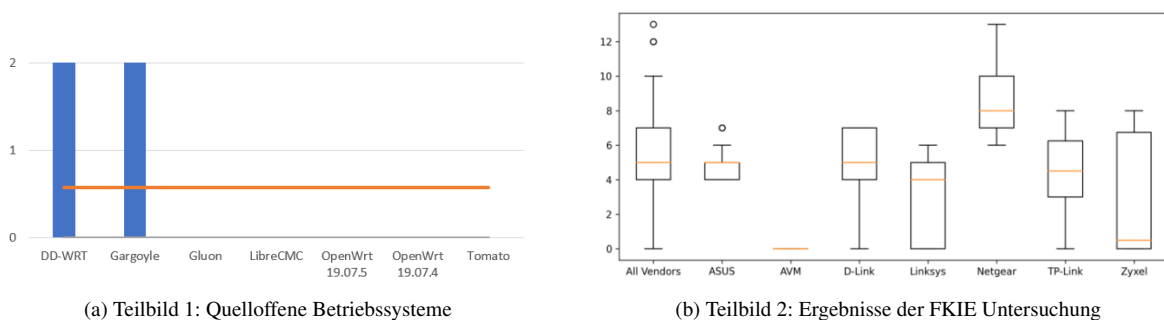 2
1
0
DD-WRT Gargoyle Gluon LibreCMC OpenWrt OpenWrt Tomato
19.07.5 19.07.4
(a) Teilbild 1: Quelloffene Betriebssysteme
12
10
8
6
4
2
0
All Vendors ASUS AVM D-Link Linksys Netgear TP-Link Zyxel
(b) Teilbild 2: Ergebnisse der FKIE Untersuchung